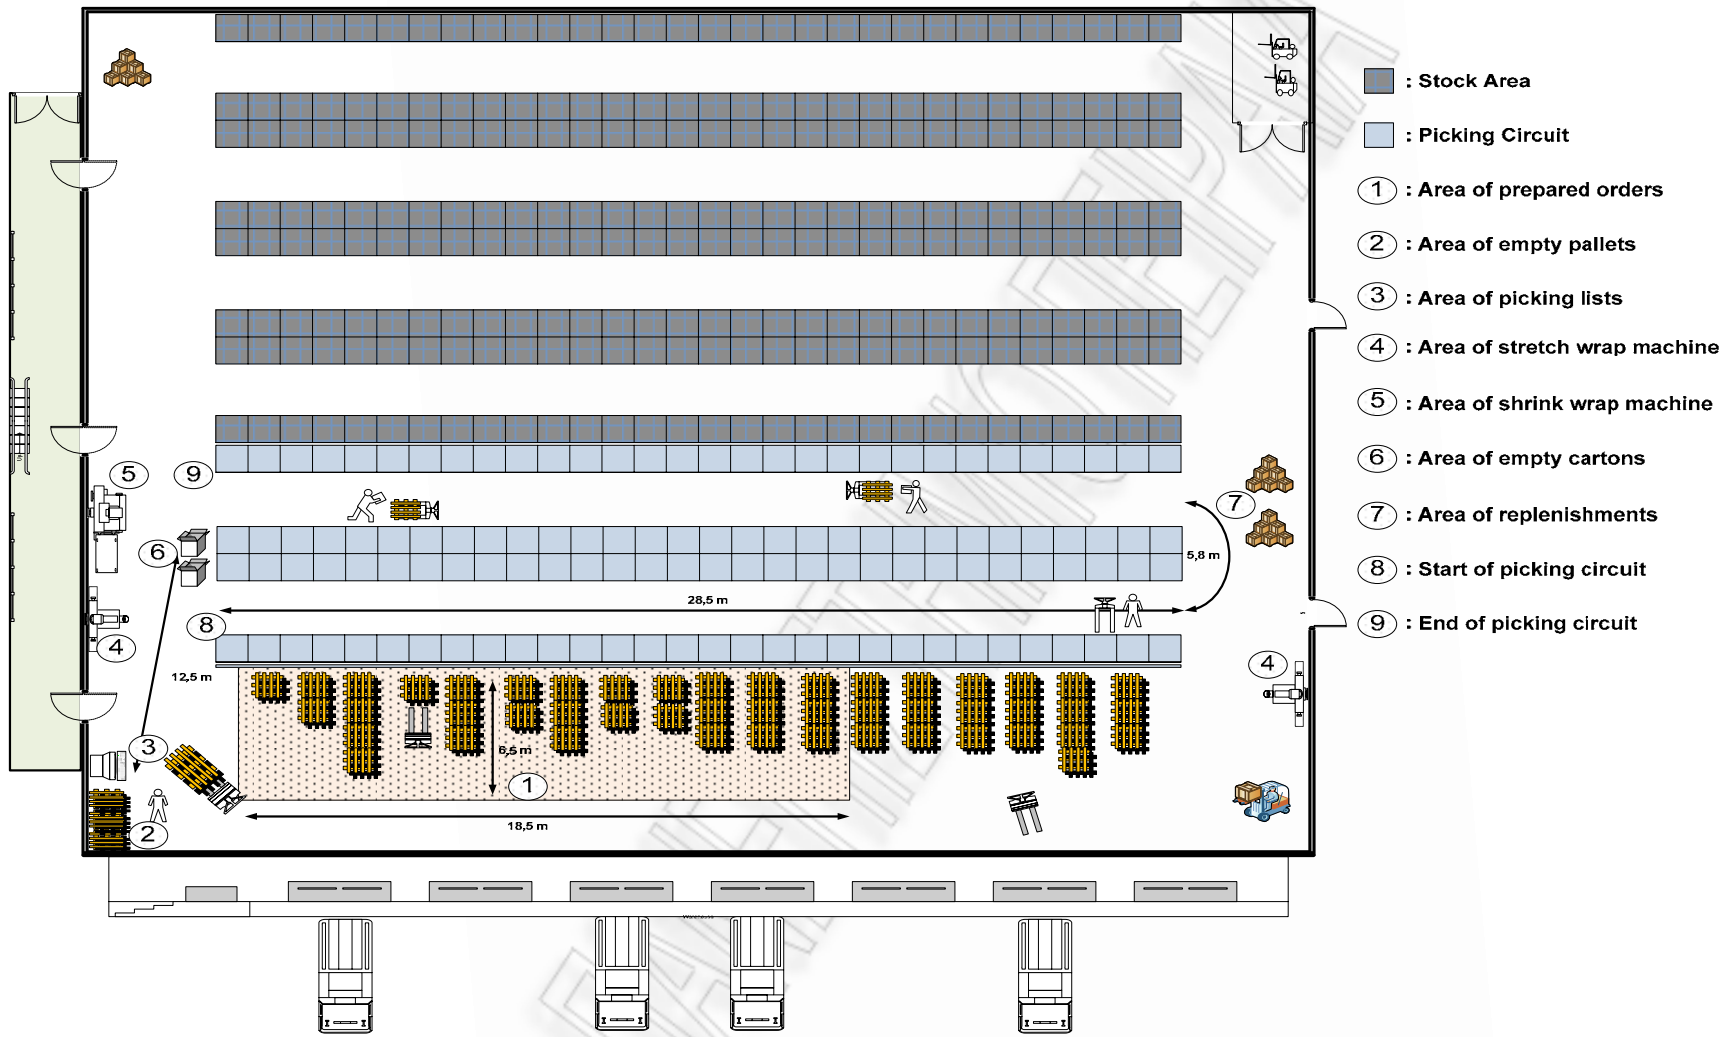 : Stock Area
: Picking Circuit
1 : Area of prepared orders
2 : Area of empty pallets
3 : Area of picking lists
4 : Area of stretch wrap machine
5 : Area of shrink wrap machine
6 : Area of empty cartons
7 : Area of replenishments
8 : Start of picking circuit
9 : End of picking circuit
5
9
7
6
5,8 m
28,5 m
8
4
4
12,5 m
3
6,5 m
1
18,5 m
2
Warehouse